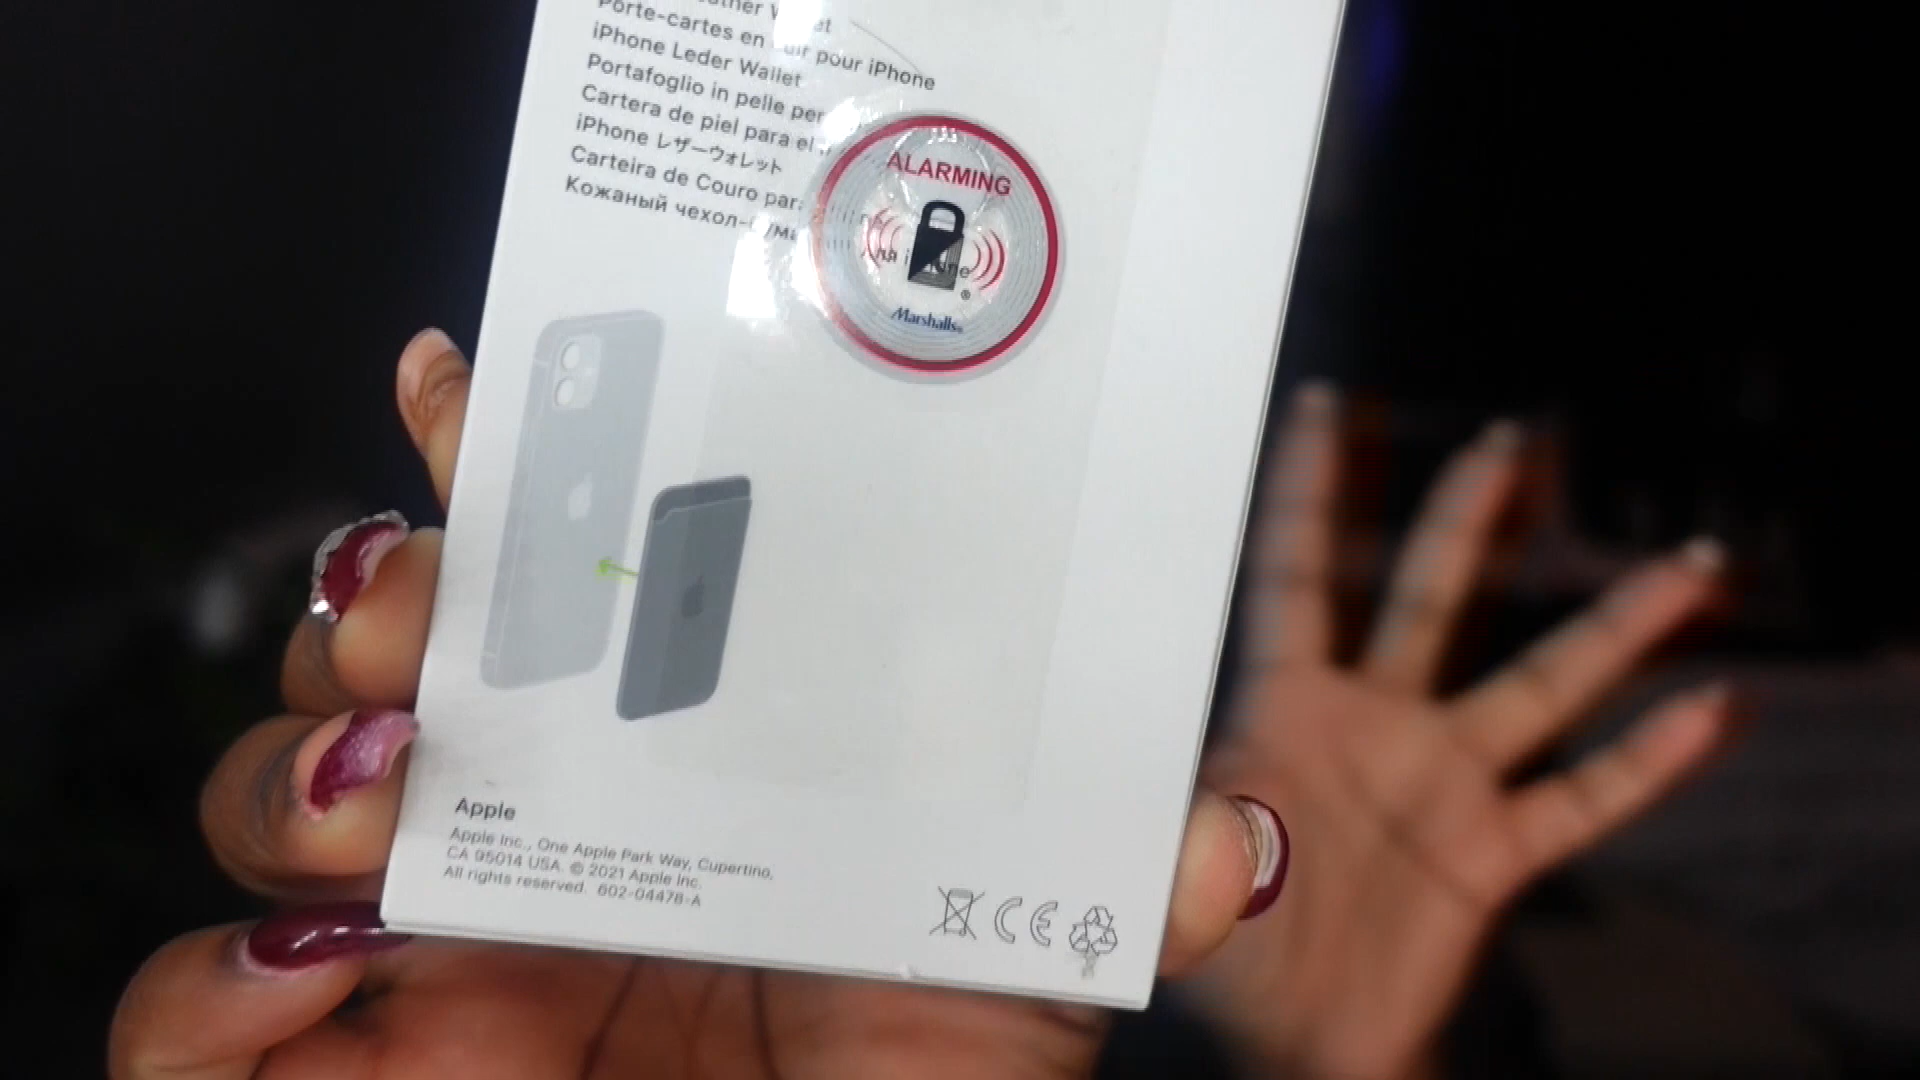 Porte-cartes en cuir pour iPhone
iPhone Leder Wallet
Portafoglio in pelle per
Cartera de piel para el
iPhone レザーウォレット
Carteira de Couro para
Кожаный чехол-
iPhone
ALARMING
®
Marshalls®
Apple
Apple Inc., One Apple Park Way, Cupertino,
CA 95014 USA. © 2021 Apple Inc.
All rights reserved. 602-04478-A
CE